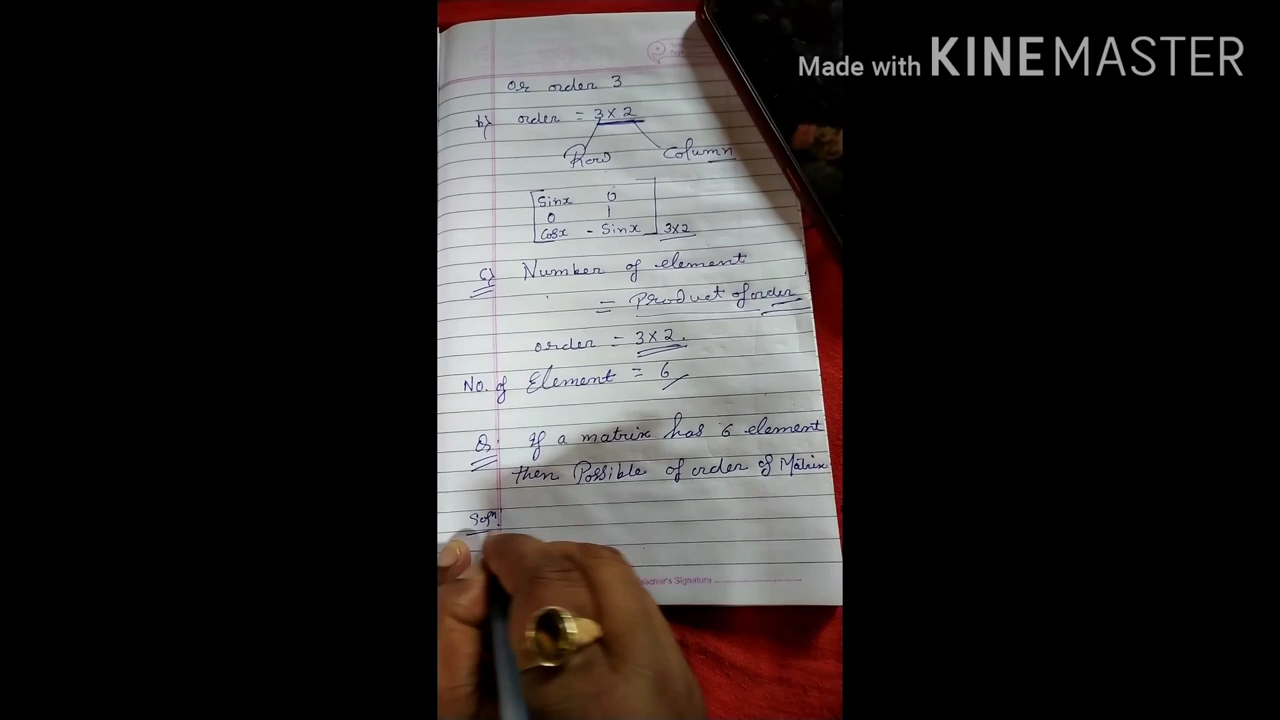 Made with KINEMASTER
or order 3
b) order = 3×2
Row Column
Sinx 0
0 1
Cosx - Sinx 3×2
c) Number of element
= Product of order
order = 3×2.
No. of Element = 6
Q. If a matrix has 6 element
then Possible of order of Matrix
Solⁿ:
Teacher's Signature